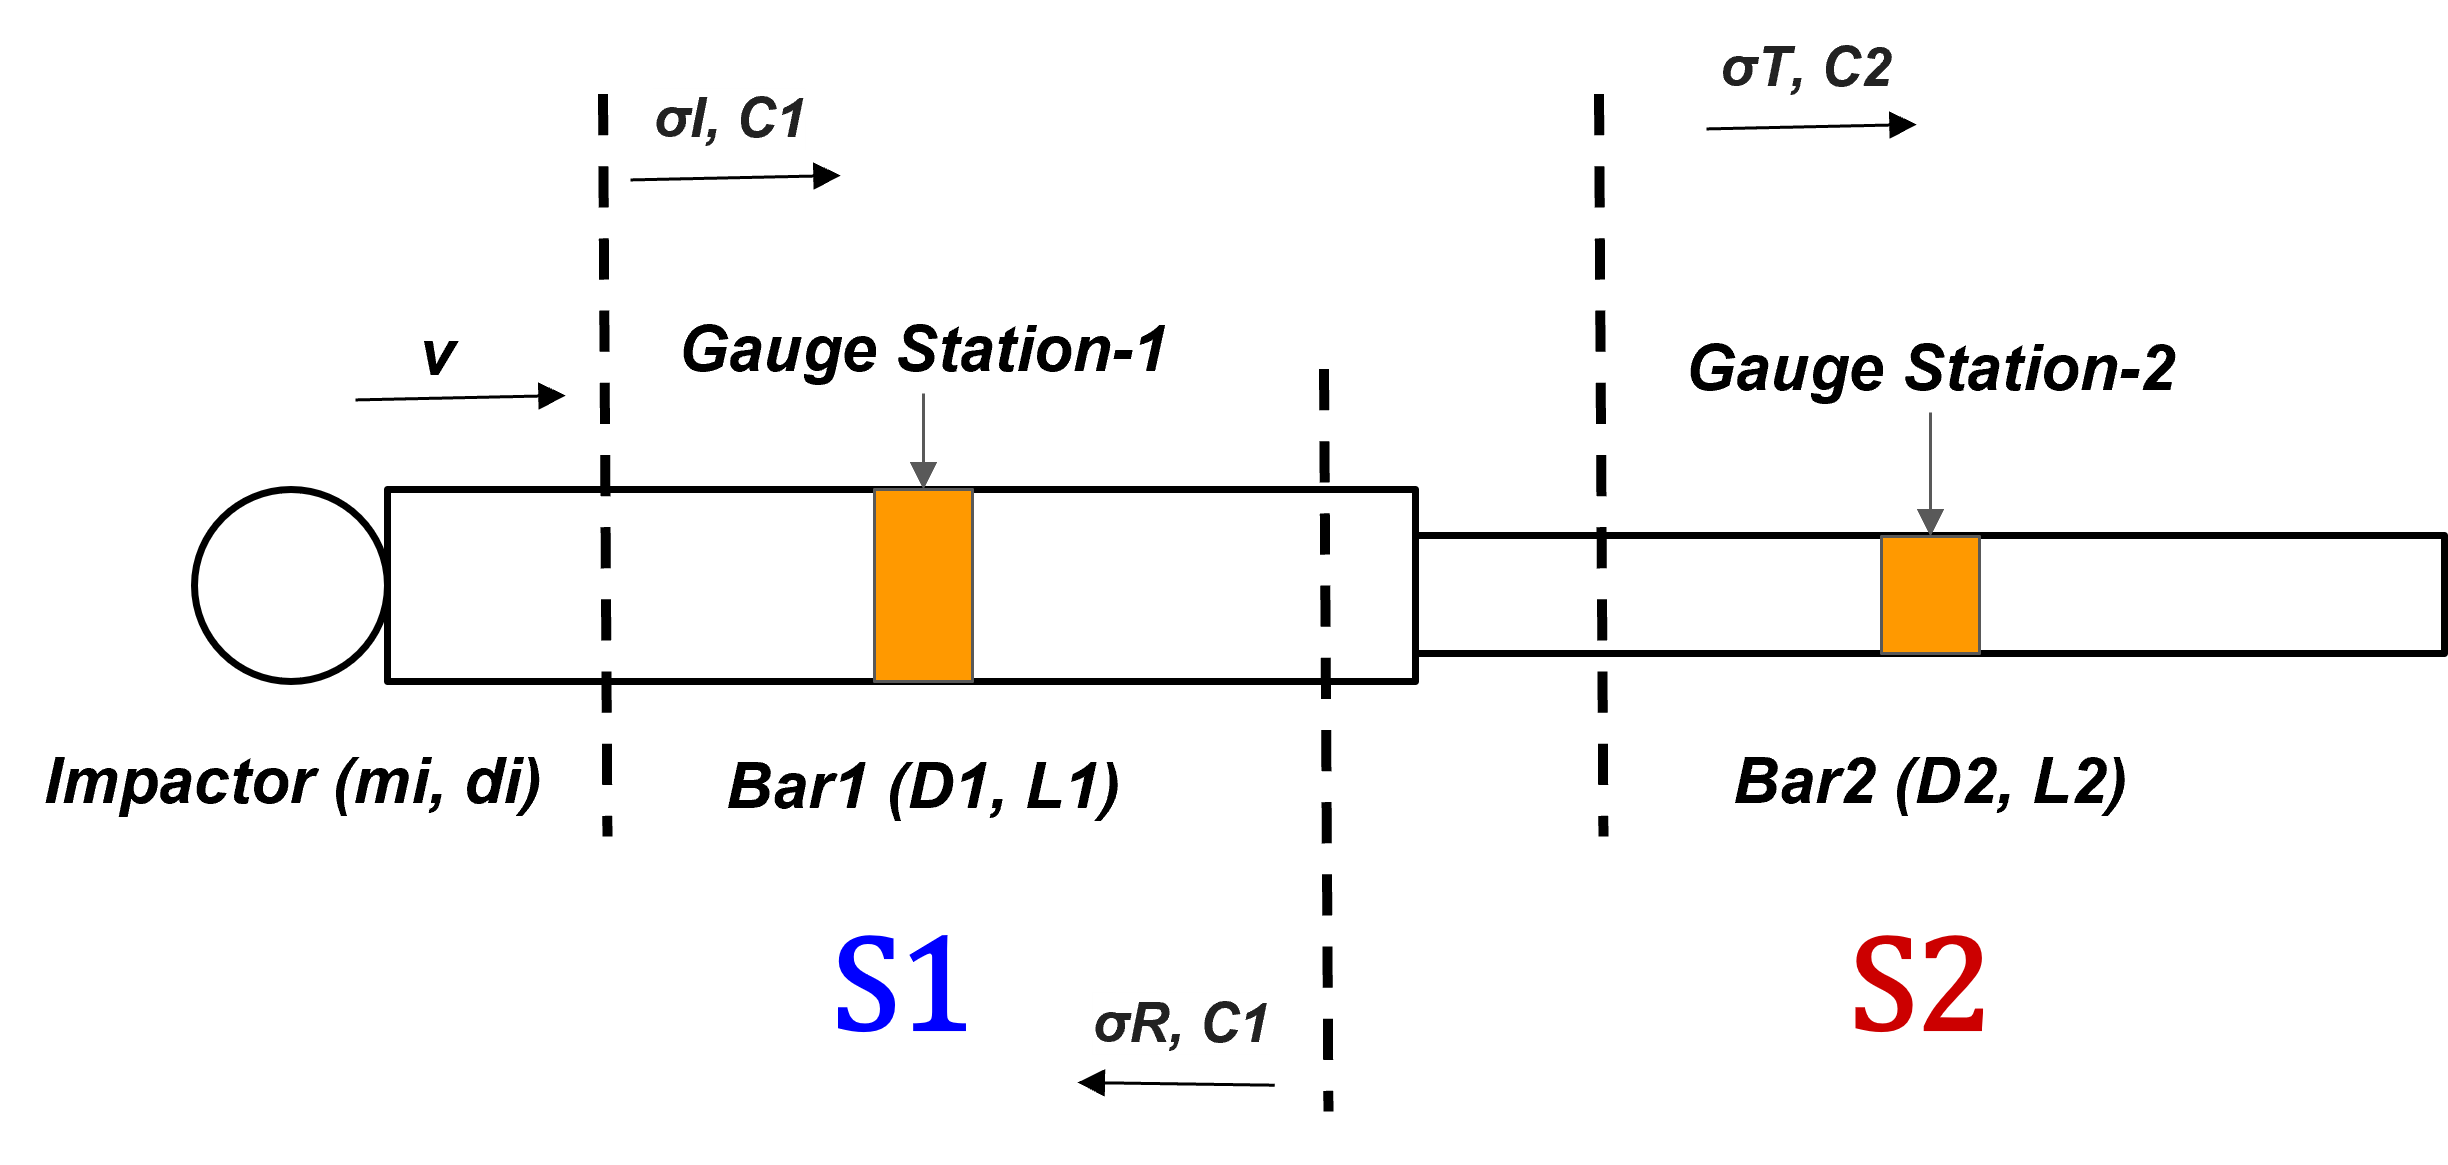 σT, C2
σI, C1
v
Gauge Station-1
Gauge Station-2
Impactor (mi, di)
Bar1 (D1, L1)
Bar2 (D2, L2)
S1
S2
σR, C1